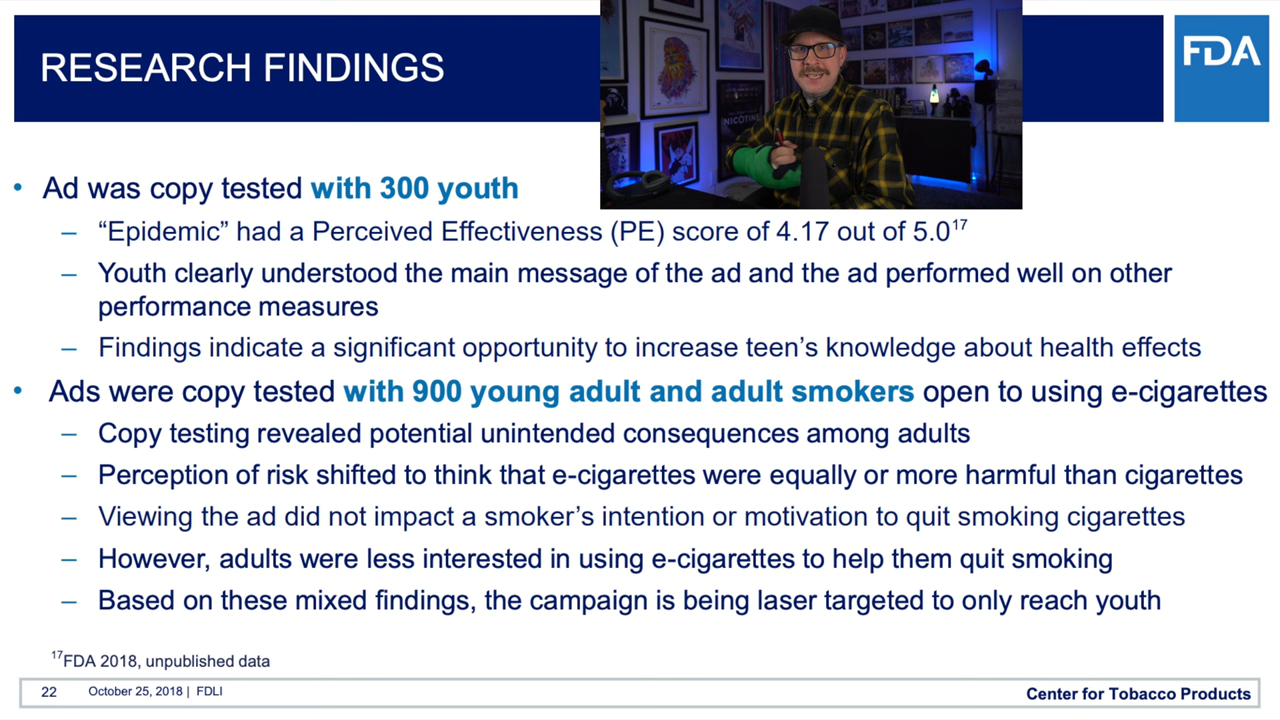 RESEARCH FINDINGS
FDA
NICOTINE
• Ad was copy tested with 300 youth
– “Epidemic” had a Perceived Effectiveness (PE) score of 4.17 out of 5.017
– Youth clearly understood the main message of the ad and the ad performed well on other
performance measures
– Findings indicate a significant opportunity to increase teen’s knowledge about health effects
• Ads were copy tested with 900 young adult and adult smokers open to using e-cigarettes
– Copy testing revealed potential unintended consequences among adults
– Perception of risk shifted to think that e-cigarettes were equally or more harmful than cigarettes
– Viewing the ad did not impact a smoker’s intention or motivation to quit smoking cigarettes
– However, adults were less interested in using e-cigarettes to help them quit smoking
– Based on these mixed findings, the campaign is being laser targeted to only reach youth
17FDA 2018, unpublished data
22 October 25, 2018 | FDLI
Center for Tobacco Products